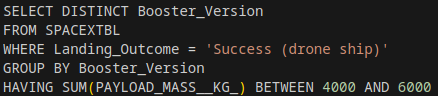 SELECT DISTINCT Booster_Version
FROM SPACEXTBL
WHERE Landing_Outcome = 'Success (drone ship)'
GROUP BY Booster_Version
HAVING SUM(PAYLOAD_MASS__KG_) BETWEEN 4000 AND 6000